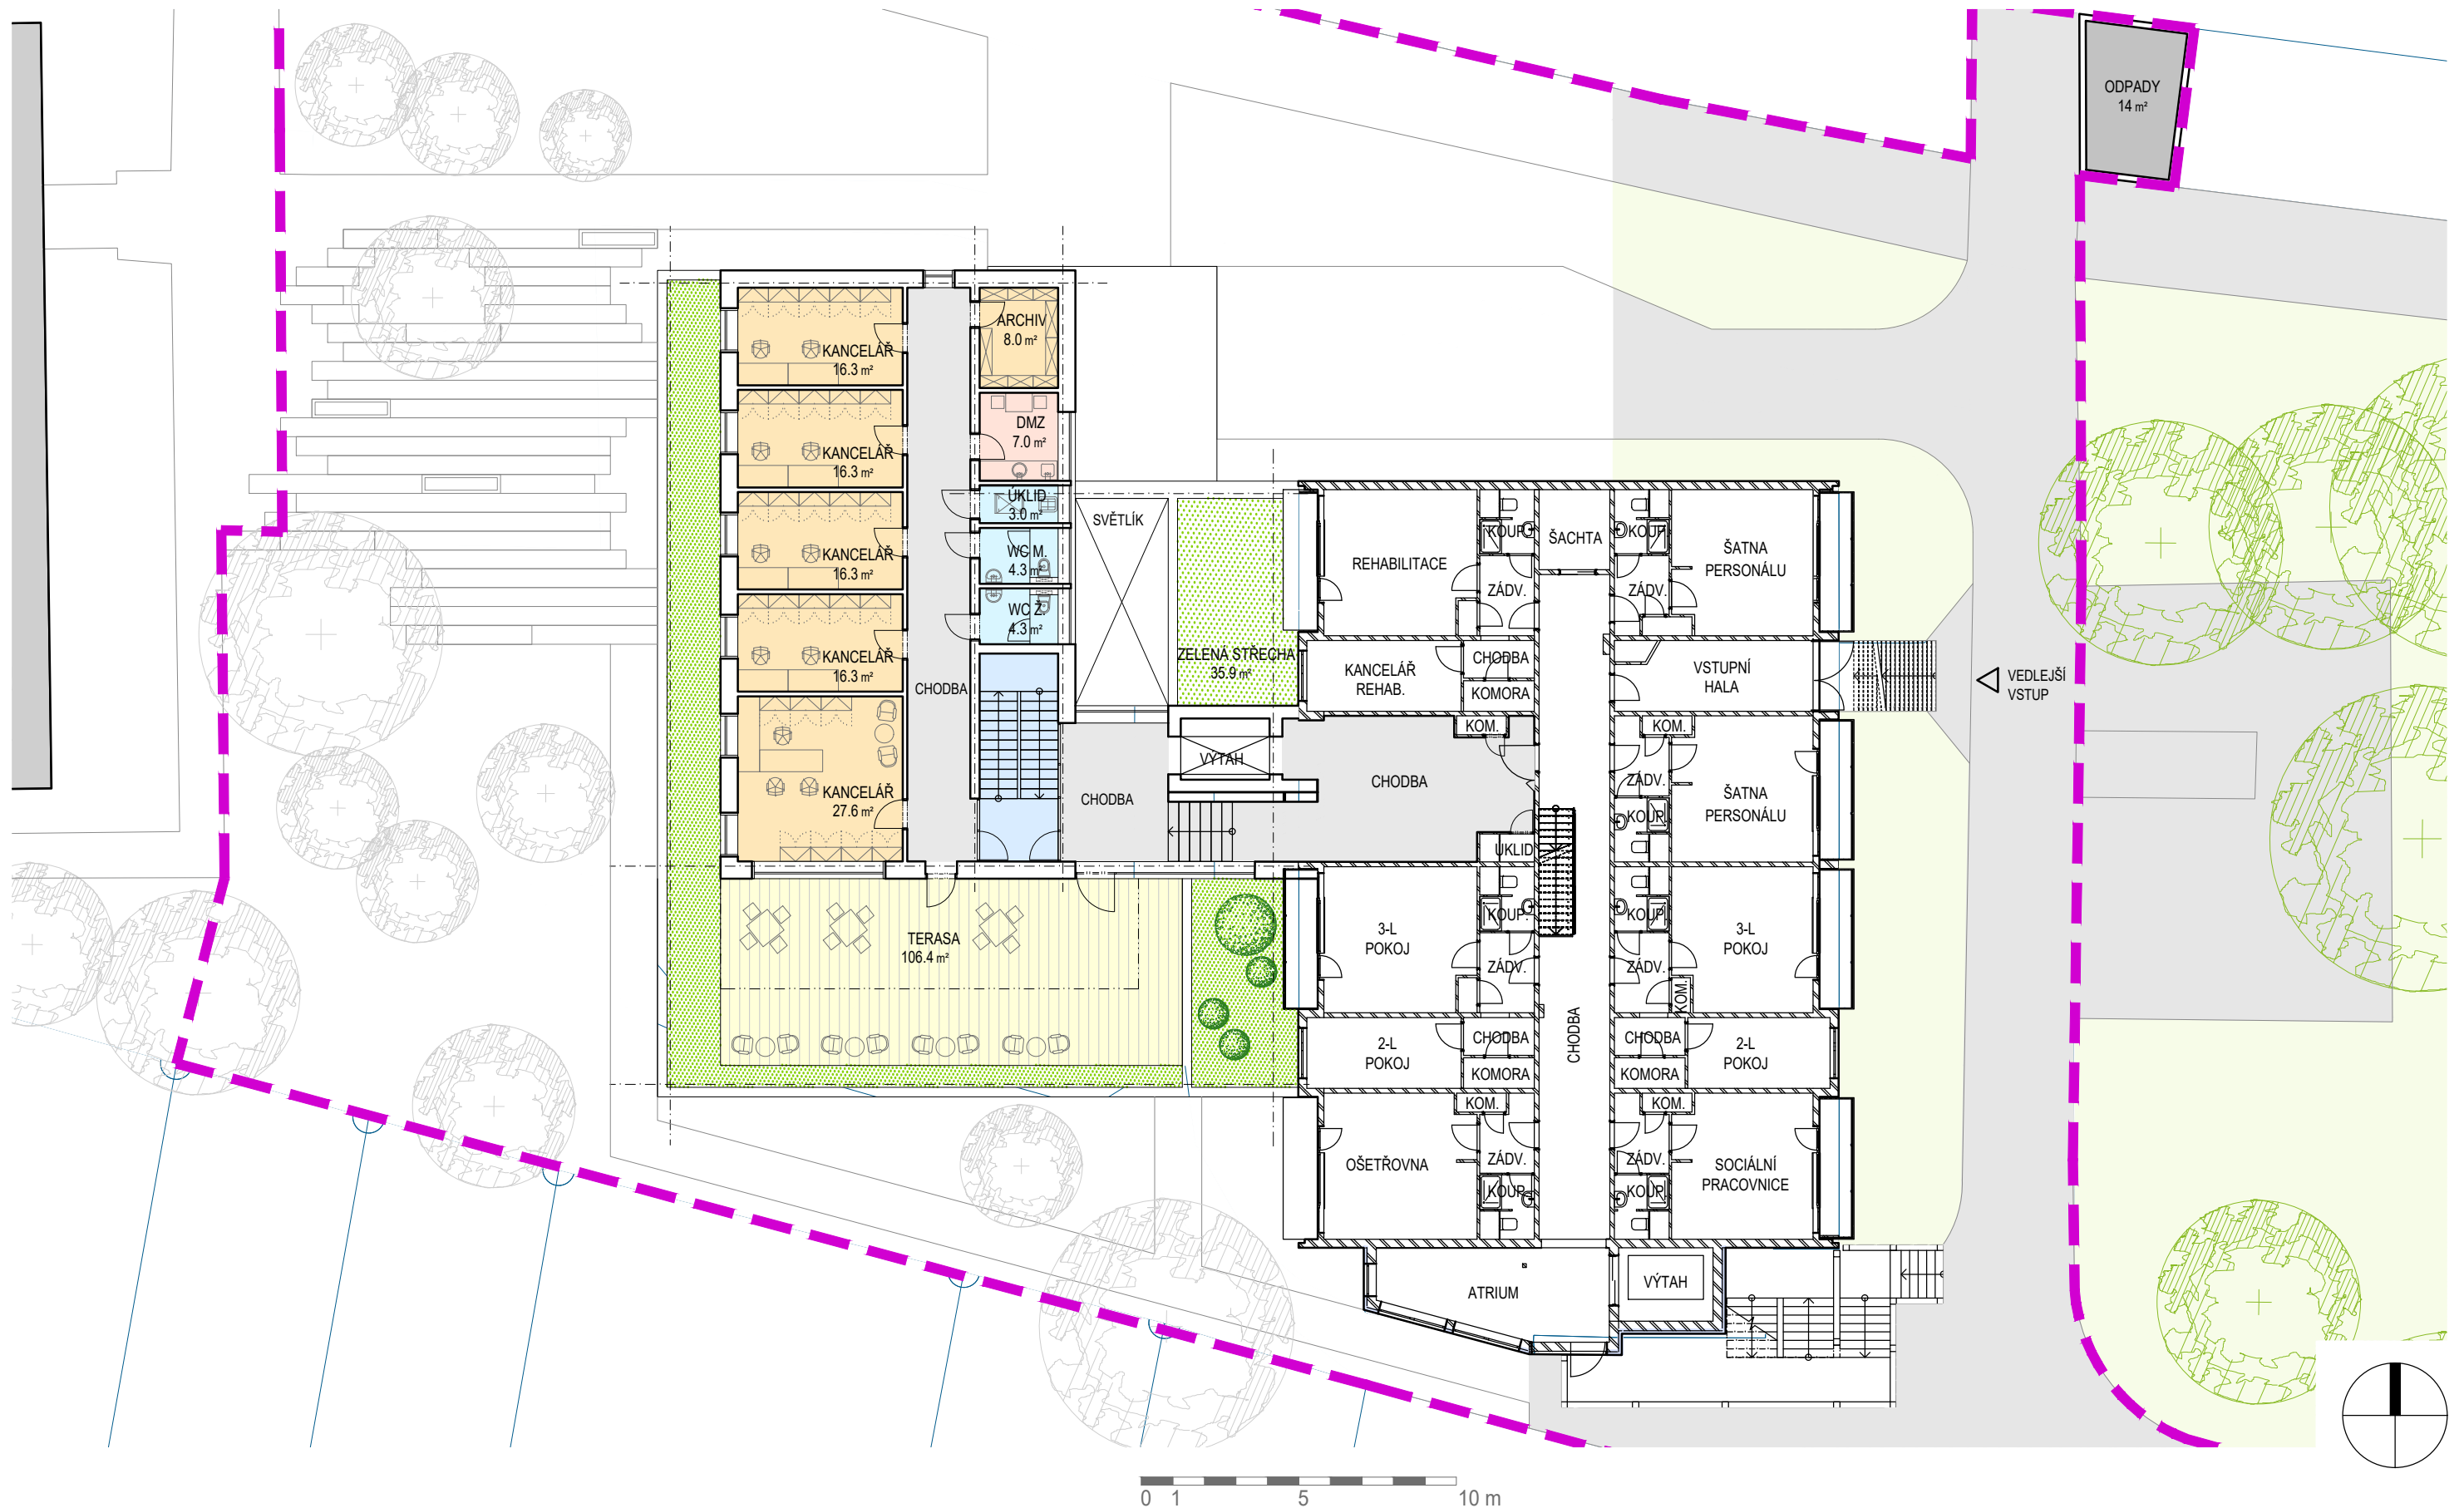 ODPADY
14 m²
ARCHIV
8.0 m²
KANCELÁŘ
16.3 m²
DMZ
7.0 m²
KANCELÁŘ
16.3 m²
ÚKLID
3.0 m²
SVĚTLÍK
KOUP.
ŠACHTA
KOUP.
ŠATNA
PERSONÁLU
REHABILITACE
KANCELÁŘ
16.3 m²
WC M.
4.3 m²
ZÁDV.
ZÁDV.
WC Ž.
4.3 m²
KANCELÁŘ
16.3 m²
ZELENÁ STŘECHA
35.9 m²
KANCELÁŘ
REHAB.
CHODBA
KOMORA
VSTUPNÍ
HALA
VEDLEJŠÍ
VSTUP
CHODBA
KOM.
KOM.
VÝTAH
CHODBA
ZÁDV.
KANCELÁŘ
27.6 m²
CHODBA
ŠATNA
PERSONÁLU
KOUP.
ÚKLID
TERASA
106.4 m²
3-L
POKOJ
KOUP.
KOUP.
3-L
POKOJ
ZÁDV.
ZÁDV.
KOM.
CHODBA
2-L
POKOJ
CHODBA
KOMORA
CHODBA
KOMORA
2-L
POKOJ
KOM.
KOM.
OŠETŘOVNA
ZÁDV.
ZÁDV.
SOCIÁLNÍ
PRACOVNICE
KOUP.
KOUP.
ATRIUM
VÝTAH
0 1 5 10 m